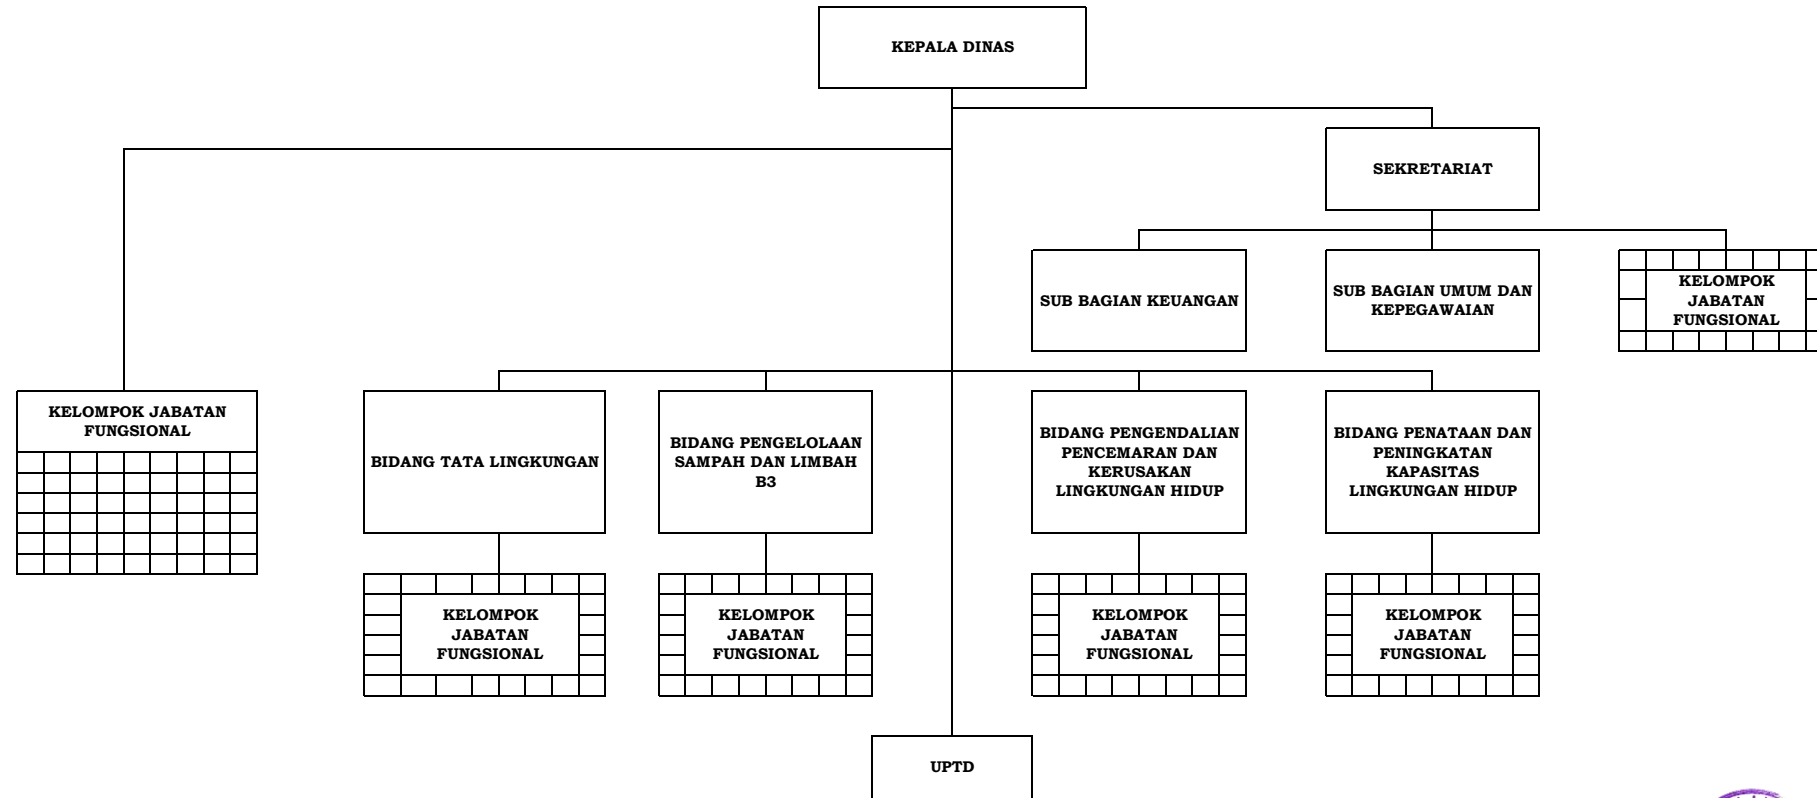 KEPALA DINAS
SEKRETARIAT
SUB BAGIAN KEUANGAN
SUB BAGIAN UMUM DAN
KEPEGAWAIAN
KELOMPOK
JABATAN
FUNGSIONAL
KELOMPOK JABATAN
FUNGSIONAL
BIDANG TATA LINGKUNGAN
BIDANG PENGELOLAAN
SAMPAH DAN LIMBAH
B3
BIDANG PENGENDALIAN
PENCEMARAN DAN
KERUSAKAN
LINGKUNGAN HIDUP
BIDANG PENATAAN DAN
PENINGKATAN
KAPASITAS
LINGKUNGAN HIDUP
KELOMPOK
JABATAN
FUNGSIONAL
KELOMPOK
JABATAN
FUNGSIONAL
KELOMPOK
JABATAN
FUNGSIONAL
KELOMPOK
JABATAN
FUNGSIONAL
UPTD